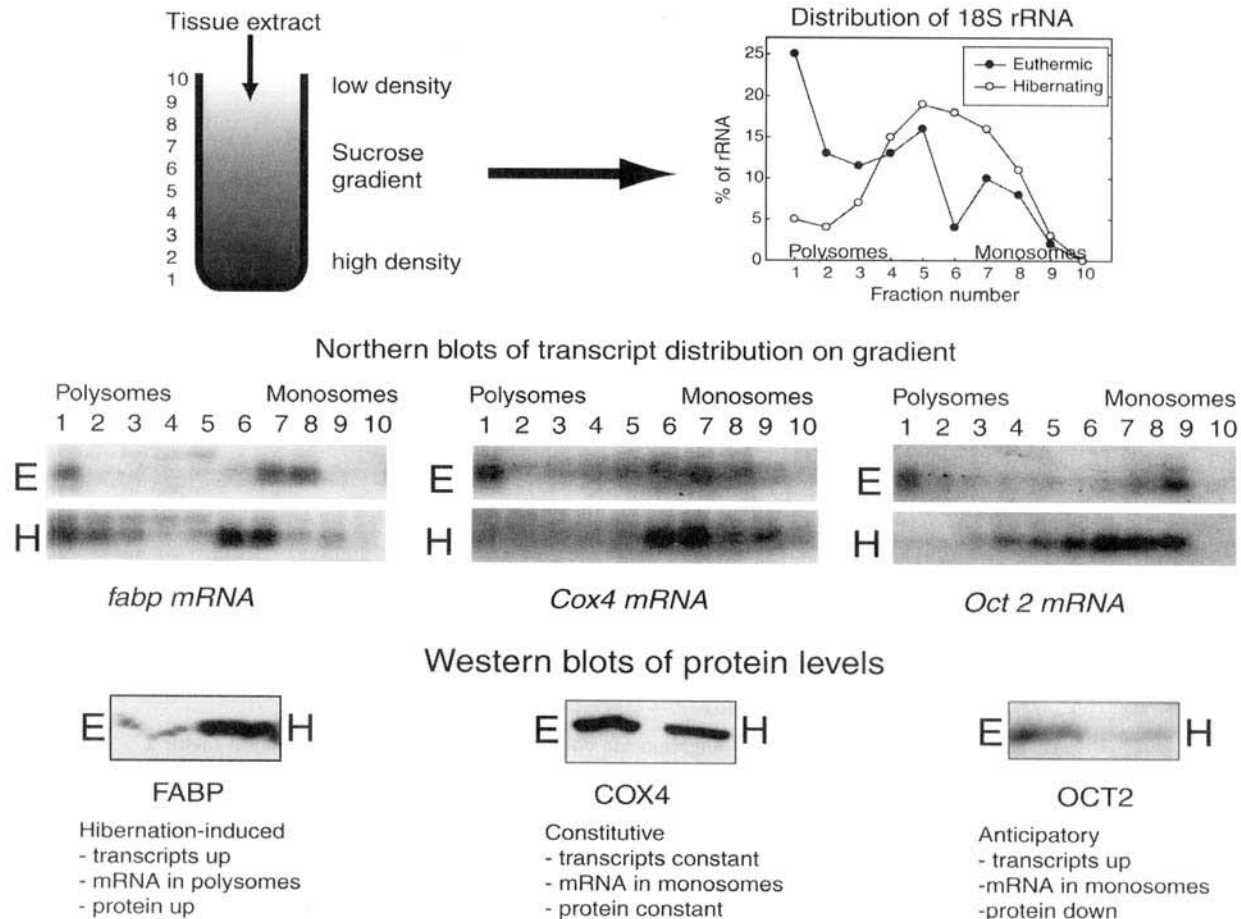 Tissue extract
10
9
8
7
6
5
4
3
2
1
low density
Sucrose
gradient
high density
Distribution of 18S rRNA
% of rRNA
25
20
15
10
5
0
Euthermic
Hibernating
Polysomes Monosomes
1 2 3 4 5 6 7 8 9 10
Fraction number
Northern blots of transcript distribution on gradient
Polysomes Monosomes
1 2 3 4 5 6 7 8 9 10
E
H
fabp mRNA
Polysomes Monosomes
1 2 3 4 5 6 7 8 9 10
E
H
Cox4 mRNA
Polysomes Monosomes
1 2 3 4 5 6 7 8 9 10
E
H
Oct 2 mRNA
Western blots of protein levels
E H
FABP
Hibernation-induced
- transcripts up
- mRNA in polysomes
- protein up
E H
COX4
Constitutive
- transcripts constant
- mRNA in monosomes
- protein constant
E H
OCT2
Anticipatory
- transcripts up
-mRNA in monosomes
-protein down